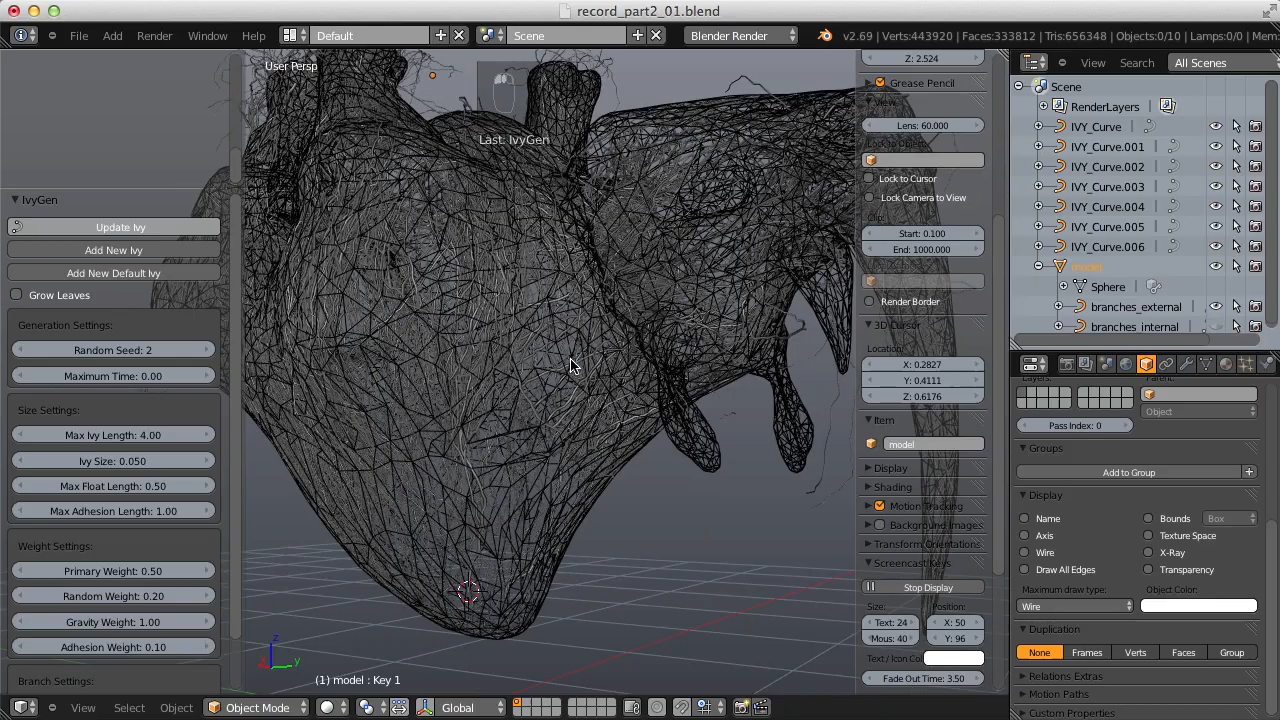 record_part2_01.blend
File Add Render Window Help Default Scene Blender Render v2.69 | Verts:443920 | Faces:333812 | Tris:656348 | Objects:0/10 | Lamps:0/0 | Mem:
User Persp
Last: IvyGen
IvyGen
Update Ivy
Add New Ivy
Add New Default Ivy
Grow Leaves
Generation Settings:
Random Seed: 2
Maximum Time: 0.00
Size Settings:
Max Ivy Length: 4.00
Ivy Size: 0.050
Max Float Length: 0.50
Max Adhesion Length: 1.00
Weight Settings:
Primary Weight: 0.50
Random Weight: 0.20
Gravity Weight: 1.00
Adhesion Weight: 0.10
Branch Settings:
(1) model : Key 1
z
x
y
Z: 2.524
Grease Pencil
View
Lens: 60.000
Lock to Object:
Lock to Cursor
Lock Camera to View
Clip:
Start: 0.100
End: 1000.000
Render Border
3D Cursor
Location:
X: 0.2827
Y: 0.4111
Z: 0.6176
Item
model
Display
Shading
Motion Tracking
Background Images
Transform Orientations
Screencast Keys
Stop Display
Size: Position:
Text: 24 X: 50
Mous: 40 Y: 96
Text / Icon Col
Fade Out Time: 3.50
View Search All Scenes
Scene
RenderLayers
IVY_Curve
IVY_Curve.001
IVY_Curve.002
IVY_Curve.003
IVY_Curve.004
IVY_Curve.005
IVY_Curve.006
model
Sphere
branches_external
branches_internal
Layers: Parent:
Object
Pass Index: 0
Groups
Add to Group
Display
Name Bounds Box
Axis Texture Space
Wire X-Ray
Draw All Edges Transparency
Maximum draw type: Object Color:
Wire
Duplication
None Frames Verts Faces Group
Relations Extras
Motion Paths
Custom Properties
View Select Object Object Mode Global